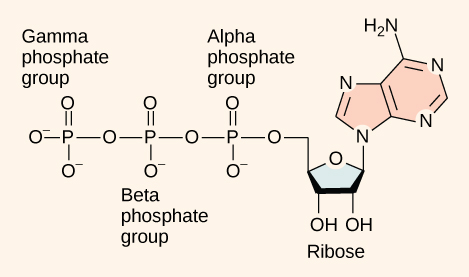 Gamma
phosphate
group
Alpha
phosphate
group
H₂N
N
N
N
N
O
O
O
O⁻
P
O
P
O
P
O
O
O⁻
O⁻
O⁻
Beta
phosphate
group
OH
OH
Ribose